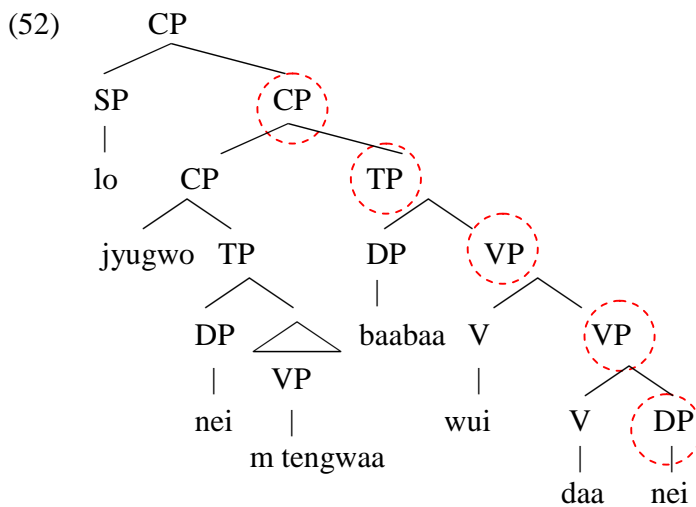 (52) CP
SP CP
lo CP TP
jyugwo TP DP VP
DP baabaa V VP
VP
nei wui V DP
m tengwaa
daa nei